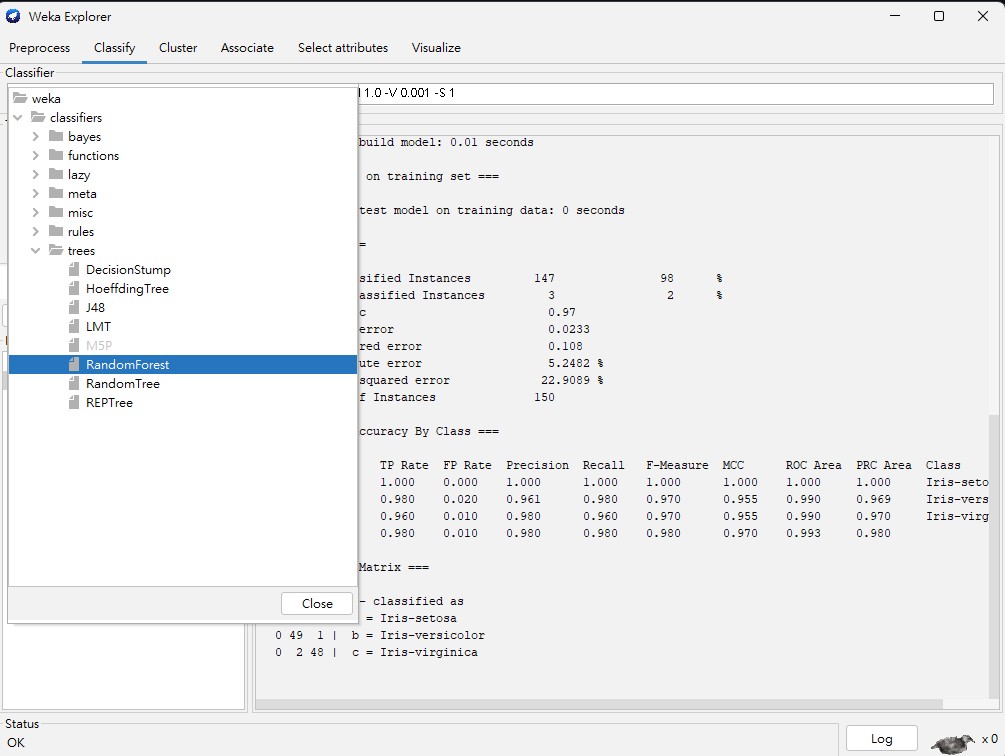 Weka Explorer
Preprocess Classify Cluster Associate Select attributes Visualize
Classifier
1.0 -V 0.001 -S 1
weka
classifiers
bayes
functions
lazy
meta
misc
rules
trees
DecisionStump
HoeffdingTree
J48
LMT
M5P
RandomForest
RandomTree
REPTree
Close
build model: 0.01 seconds
on training set ===
test model on training data: 0 seconds
=
sified Instances 147 98 %
assified Instances 3 2 %
c 0.97
error 0.0233
red error 0.108
ute error 5.2482 %
squared error 22.9089 %
f Instances 150
ccuracy By Class ===
TP Rate FP Rate Precision Recall F-Measure MCC ROC Area PRC Area Class
1.000 0.000 1.000 1.000 1.000 1.000 1.000 1.000 Iris-seto
0.980 0.020 0.961 0.980 0.970 0.955 0.990 0.969 Iris-vers
0.960 0.010 0.980 0.960 0.970 0.955 0.990 0.970 Iris-virg
0.980 0.010 0.980 0.980 0.980 0.970 0.993 0.980
Matrix ===
- classified as
= Iris-setosa
0 49 1 | b = Iris-versicolor
0 2 48 | c = Iris-virginica
Status
OK
Log
x 0